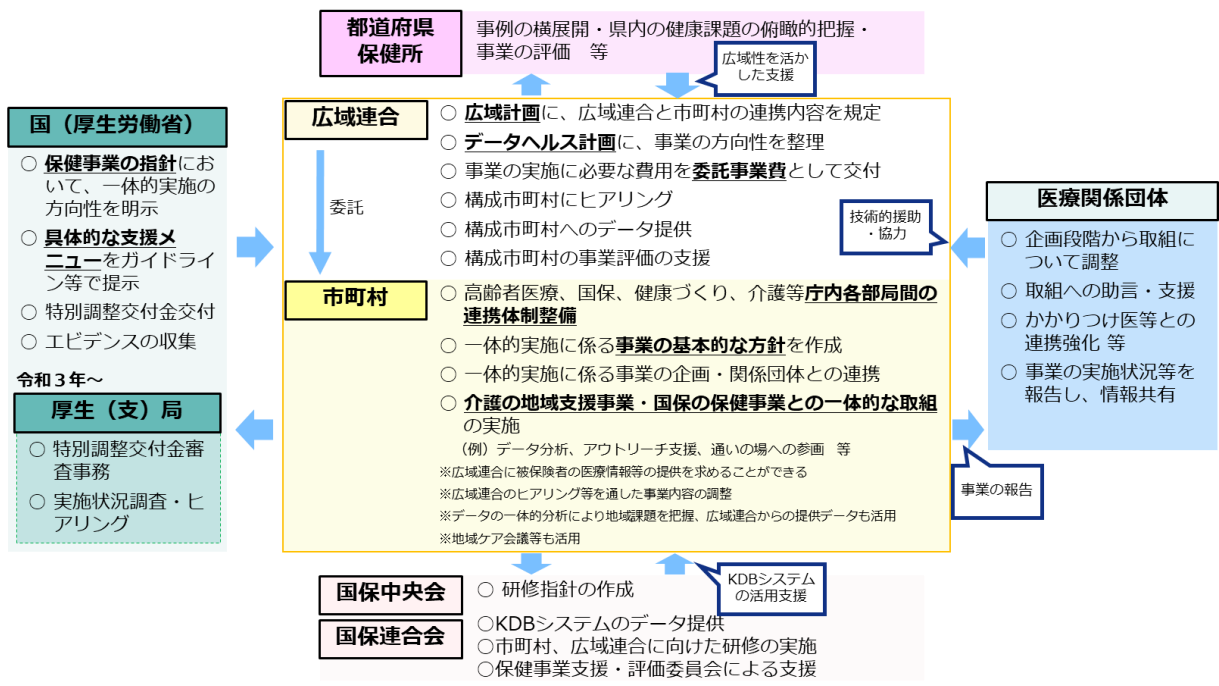 都道府県
保健所
事例の横展開・県内の健康課題の俯瞰的把握・
事業の評価　等
広域性を活か
した支援
国（厚生労働省）
○ 保健事業の指針にお
いて、一体的実施の
方向性を明示
○ 具体的な支援メ
ニューをガイドライ
ン等で提示
○ 特別調整交付金交付
○ エビデンスの収集
令和３年～
厚生（支）局
○ 特別調整交付金審
査事務
○ 実施状況調査・ヒ
アリング
広域連合
委託
○ 広域計画に、広域連合と市町村の連携内容を規定
○ データヘルス計画に、事業の方向性を整理
○ 事業の実施に必要な費用を委託事業費として交付
○ 構成市町村にヒアリング
○ 構成市町村へのデータ提供
○ 構成市町村の事業評価の支援
市町村
○ 高齢者医療、国保、健康づくり、介護等庁内各部局間の
連携体制整備
○ 一体的実施に係る事業の基本的な方針を作成
○ 一体的実施に係る事業の企画・関係団体との連携
○ 介護の地域支援事業・国保の保健事業との一体的な取組
の実施
（例）データ分析、アウトリーチ支援、通いの場への参画　等
※広域連合に被保険者の医療情報等の提供を求めることができる
※広域連合のヒアリング等を通した事業内容の調整
※データの一体的分析により地域課題を把握、広域連合からの提供データも活用
※地域ケア会議等も活用
技術的援助
・協力
医療関係団体
○ 企画段階から取組に
ついて調整
○ 取組への助言・支援
○ かかりつけ医等との
連携強化 等
○ 事業の実施状況等を
報告し、情報共有
事業の報告
国保中央会
○ 研修指針の作成
KDBシステム
の活用支援
国保連合会
○KDBシステムのデータ提供
○市町村、広域連合に向けた研修の実施
○保健事業支援・評価委員会による支援